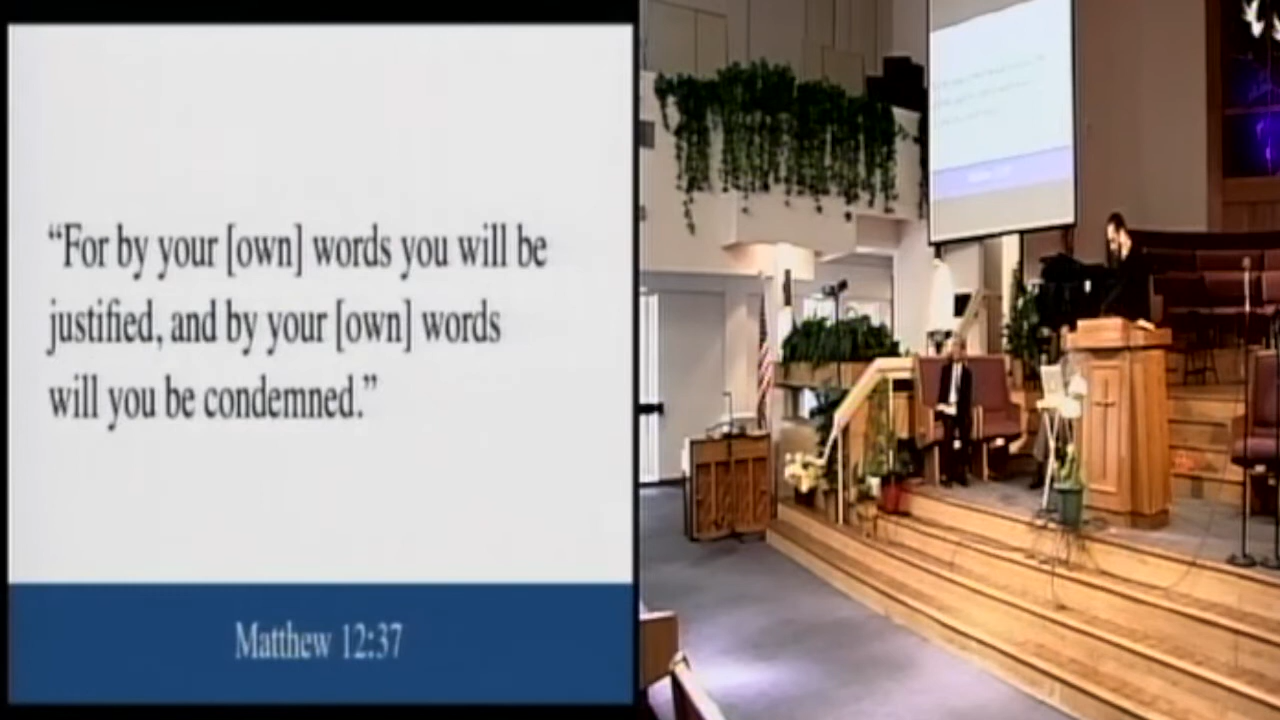 “For by your [own] words you will be
justified, and by your [own] words
will you be condemned.”
Matthew 12:37